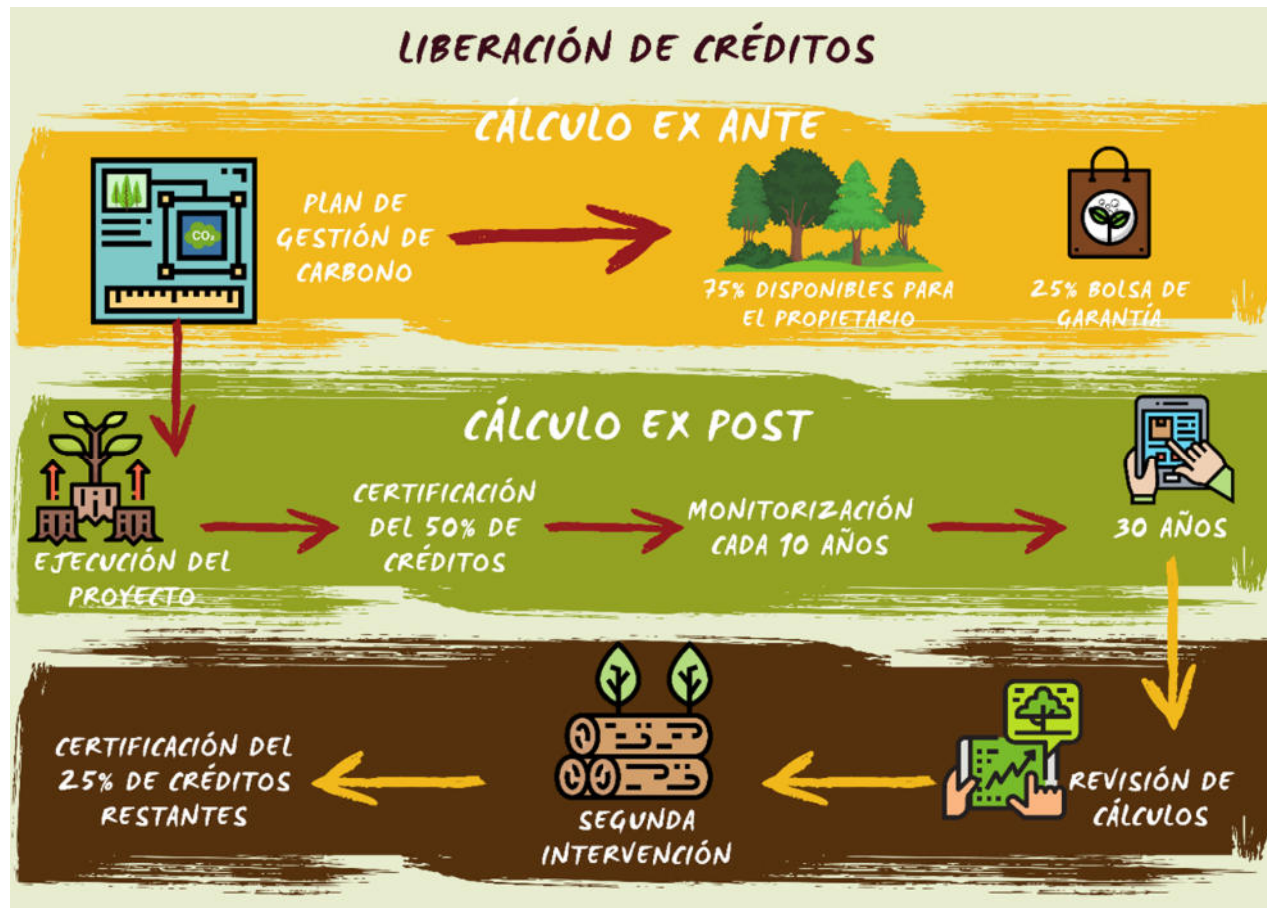 LIBERACIÓN DE CRÉDITOS
CÁLCULO EX ANTE
PLAN DE
GESTIÓN DE
CARBONO
CO₂
75% DISPONIBLES PARA
EL PROPIETARIO
25% BOLSA DE
GARANTÍA
CÁLCULO EX POST
EJECUCIÓN DEL
PROYECTO
CERTIFICACIÓN
DEL 50% DE
CRÉDITOS
MONITORIZACIÓN
CADA 10 AÑOS
30 AÑOS
REVISIÓN DE
CÁLCULOS
SEGUNDA
INTERVENCIÓN
CERTIFICACIÓN DEL
25% DE CRÉDITOS
RESTANTES